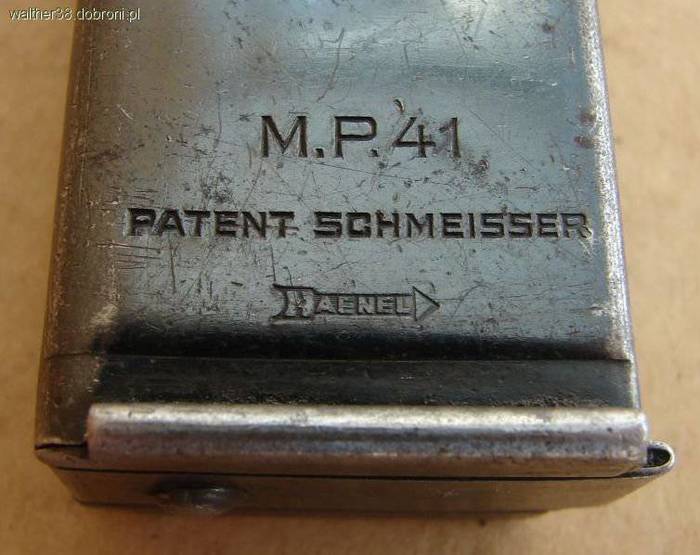 walther38.dobroni.pl
M.P.41
PATENT SCHMEISSER
HAENEL